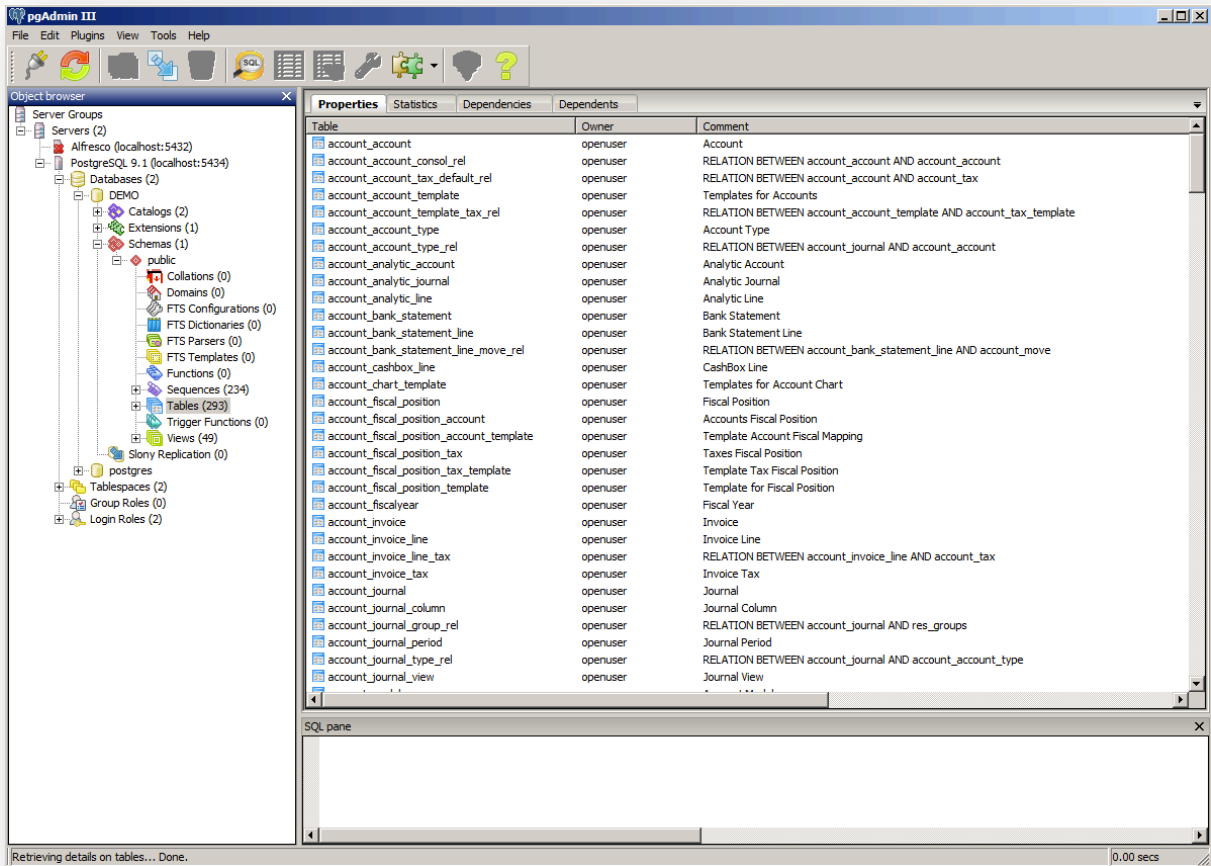 pgAdmin III
File Edit Plugins View Tools Help
SQL
Object browser
Server Groups
Servers (2)
Alfresco (localhost:5432)
PostgreSQL 9.1 (localhost:5434)
Databases (2)
DEMO
Catalogs (2)
Extensions (1)
Schemas (1)
public
Collations (0)
Domains (0)
FTS Configurations (0)
FTS Dictionaries (0)
FTS Parsers (0)
FTS Templates (0)
Functions (0)
Sequences (234)
Tables (293)
Trigger Functions (0)
Views (49)
Slony Replication (0)
postgres
Tablespaces (2)
Group Roles (0)
Login Roles (2)
Properties Statistics Dependencies Dependents
Table Owner Comment
account_account openuser Account
account_account_consol_rel openuser RELATION BETWEEN account_account AND account_account
account_account_tax_default_rel openuser RELATION BETWEEN account_account AND account_tax
account_account_template openuser Templates for Accounts
account_account_template_tax_rel openuser RELATION BETWEEN account_account_template AND account_tax_template
account_account_type openuser Account Type
account_account_type_rel openuser RELATION BETWEEN account_journal AND account_account
account_analytic_account openuser Analytic Account
account_analytic_journal openuser Analytic Journal
account_analytic_line openuser Analytic Line
account_bank_statement openuser Bank Statement
account_bank_statement_line openuser Bank Statement Line
account_bank_statement_line_move_rel openuser RELATION BETWEEN account_bank_statement_line AND account_move
account_cashbox_line openuser CashBox Line
account_chart_template openuser Templates for Account Chart
account_fiscal_position openuser Fiscal Position
account_fiscal_position_account openuser Accounts Fiscal Position
account_fiscal_position_account_template openuser Template Account Fiscal Mapping
account_fiscal_position_tax openuser Taxes Fiscal Position
account_fiscal_position_tax_template openuser Template Tax Fiscal Position
account_fiscal_position_template openuser Template for Fiscal Position
account_fiscalyear openuser Fiscal Year
account_invoice openuser Invoice
account_invoice_line openuser Invoice Line
account_invoice_line_tax openuser RELATION BETWEEN account_invoice_line AND account_tax
account_invoice_tax openuser Invoice Tax
account_journal openuser Journal
account_journal_column openuser Journal Column
account_journal_group_rel openuser RELATION BETWEEN account_journal AND res_groups
account_journal_period openuser Journal Period
account_journal_type_rel openuser RELATION BETWEEN account_journal AND account_account_type
account_journal_view openuser Journal View
SQL pane
Retrieving details on tables... Done. 0.00 secs